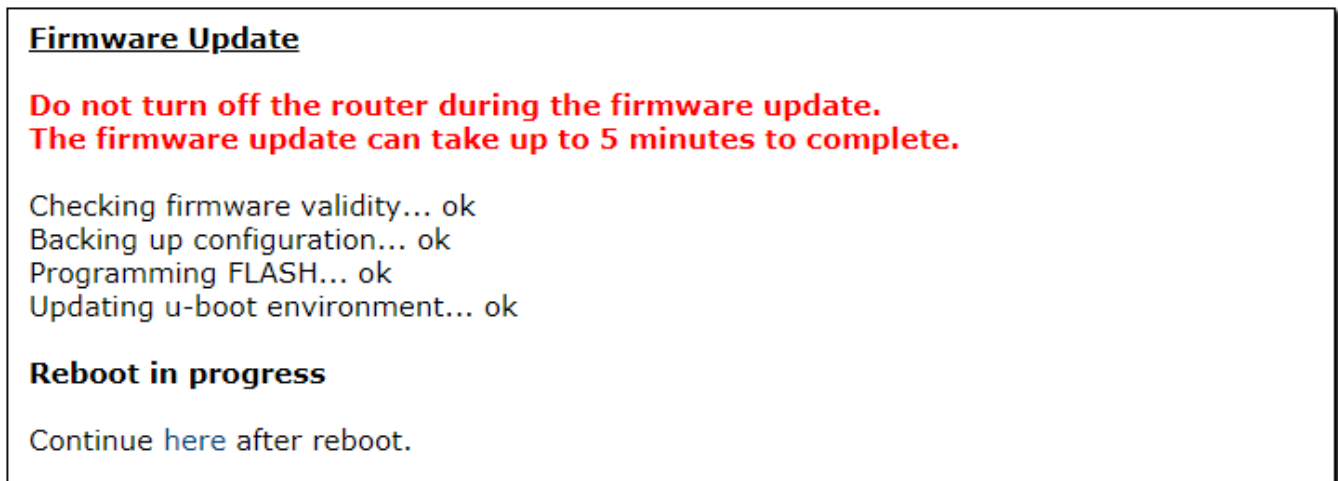 Firmware Update
Do not turn off the router during the firmware update.
The firmware update can take up to 5 minutes to complete.
Checking firmware validity... ok
Backing up configuration... ok
Programming FLASH... ok
Updating u-boot environment... ok
Reboot in progress
Continue here after reboot.